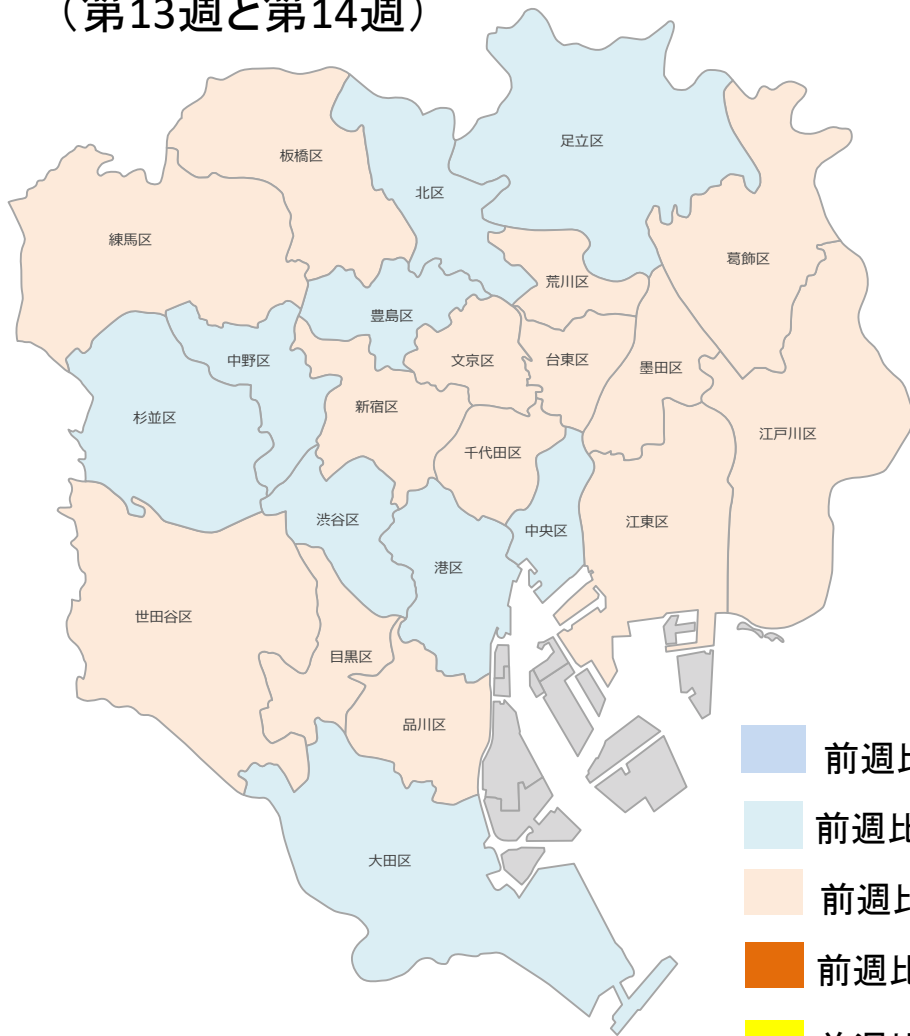 （第13週と第14週）
足立区
板橋区
北区
練馬区
葛飾区
荒川区
豊島区
中野区
文京区
台東区
墨田区
新宿区
杉並区
江戸川区
千代田区
渋谷区
中央区
江東区
港区
世田谷区
目黒区
品川区
大田区
前週比
前週比
前週比
前週比